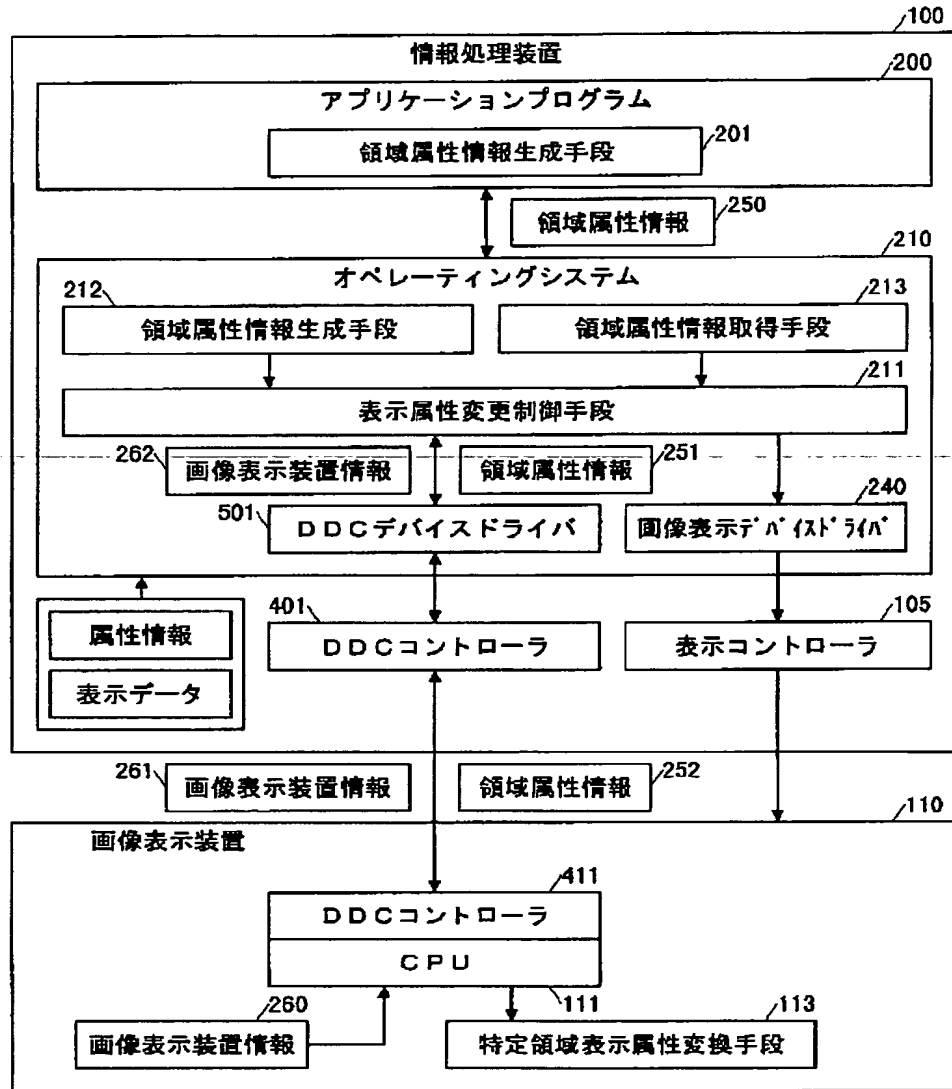 100
情報処理装置
200
アプリケーションプログラム
201
領域属性情報生成手段
250
領域属性情報
210
オペレーティングシステム
212
213
領域属性情報生成手段
領域属性情報取得手段
211
表示属性変更制御手段
262
画像表示装置情報
領域属性情報
251
240
501
DDCデバイスドライバ
画像表示ﾃﾞﾊﾞｲｽﾄﾞﾗｲﾊﾞ
属性情報
表示データ
401
DDCコントローラ
105
表示コントローラ
261
画像表示装置情報
領域属性情報
252
110
画像表示装置
411
DDCコントローラ
CPU
111
260
画像表示装置情報
113
特定領域表示属性変換手段